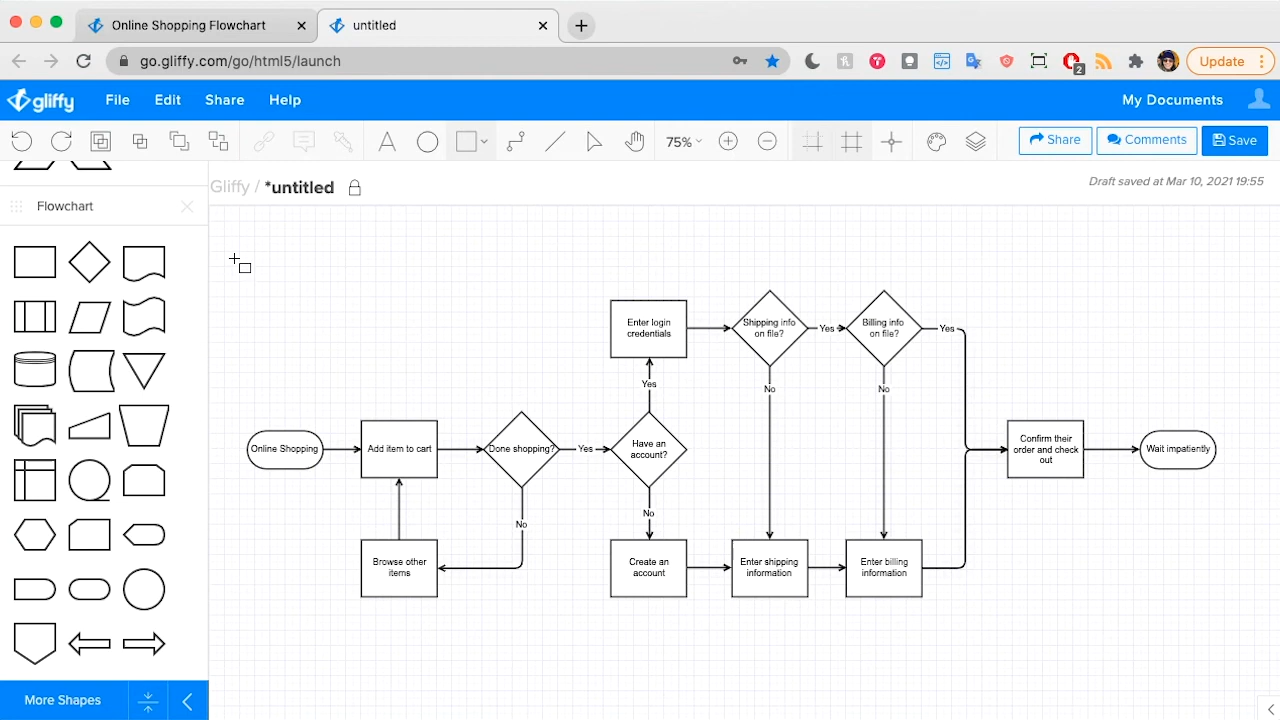 Online Shopping Flowchart
untitled
go.gliffy.com/go/html5/launch
2
Update
gliffy
File
Edit
Share
Help
My Documents
A
75%
Share
Comments
Save
Gliffy / *untitled
Draft saved at Mar 10, 2021 19:55
Flowchart
Enter login
credentials
Shipping info
on file?
Yes
Billing info
on file?
Yes
Yes
No
No
Online Shopping
Add item to cart
Done shopping?
Yes
Have an
account?
Confirm their
order and check
out
Wait impatiently
No
No
Browse other
items
Create an
account
Enter shipping
information
Enter billing
information
More Shapes